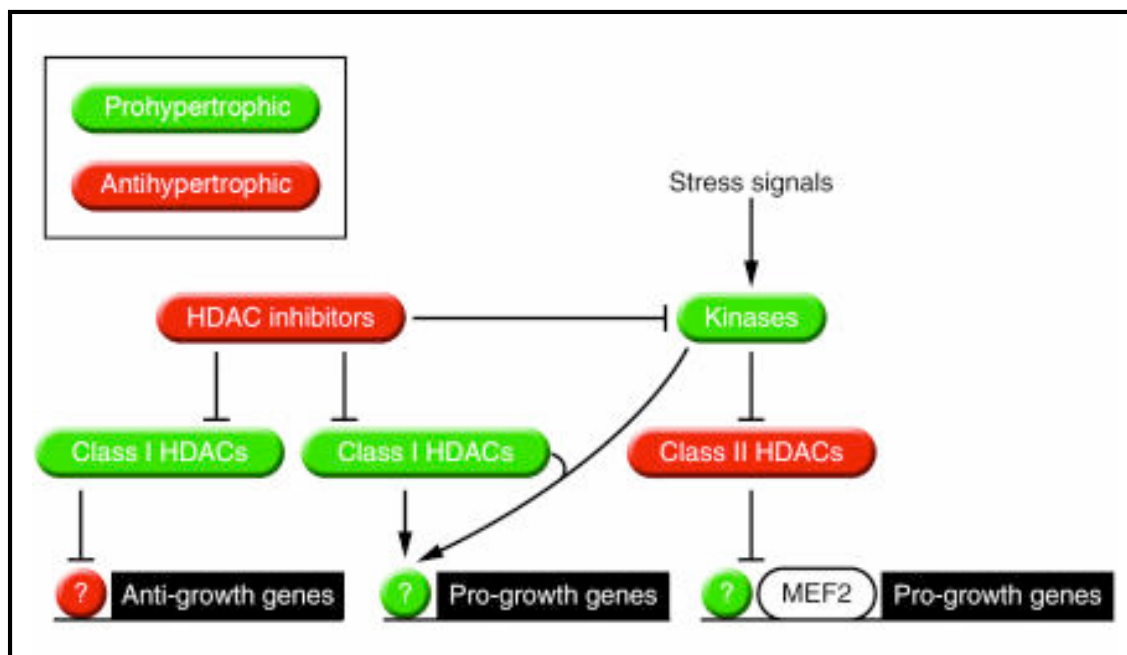 Prohypertrophic
Antihypertrophic
Stress signals
HDAC inhibitors
Kinases
Class I HDACs
Class I HDACs
Class II HDACs
? Anti-growth genes
? Pro-growth genes
? MEF2 Pro-growth genes